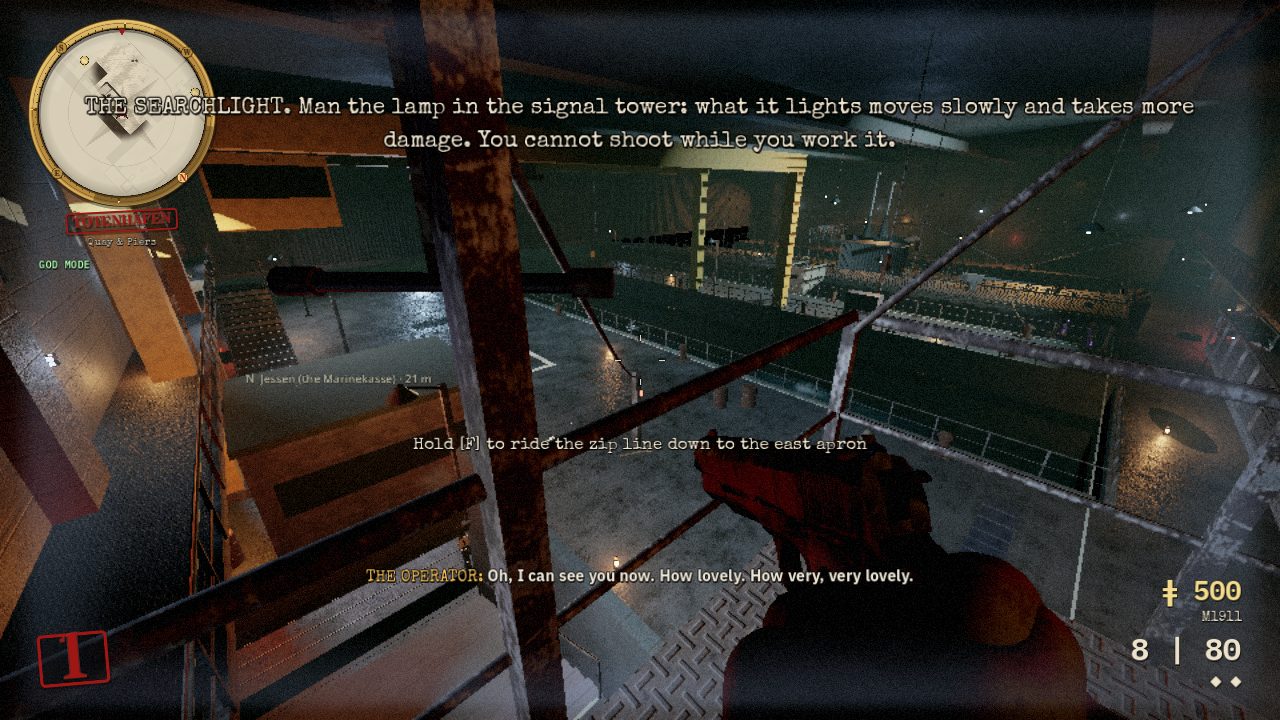 THE SEARCHLIGHT. Man the lamp in the signal tower: what it lights moves slowly and takes more
damage. You cannot shoot while you work it.
S
W
E
N
TOTENHAFEN
Quay & Piers
GOD MODE
N Jessen (the Marinekasse) · 21 m
Hold [F] to ride the zip line down to the east apron
THE OPERATOR: Oh, I can see you now. How lovely. How very, very lovely.
ǂ 500
M1911
8 | 80
1